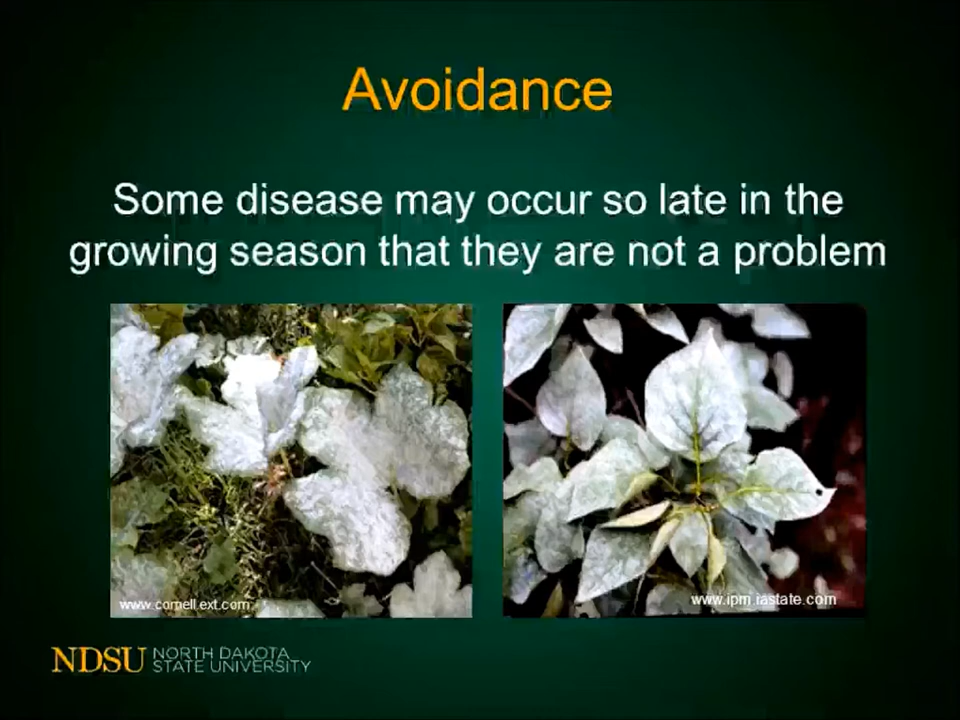 Avoidance
Some disease may occur so late in the
growing season that they are not a problem
www.cornell.ext.com
www.ipm.iastate.com
NDSU NORTH DAKOTA
STATE UNIVERSITY